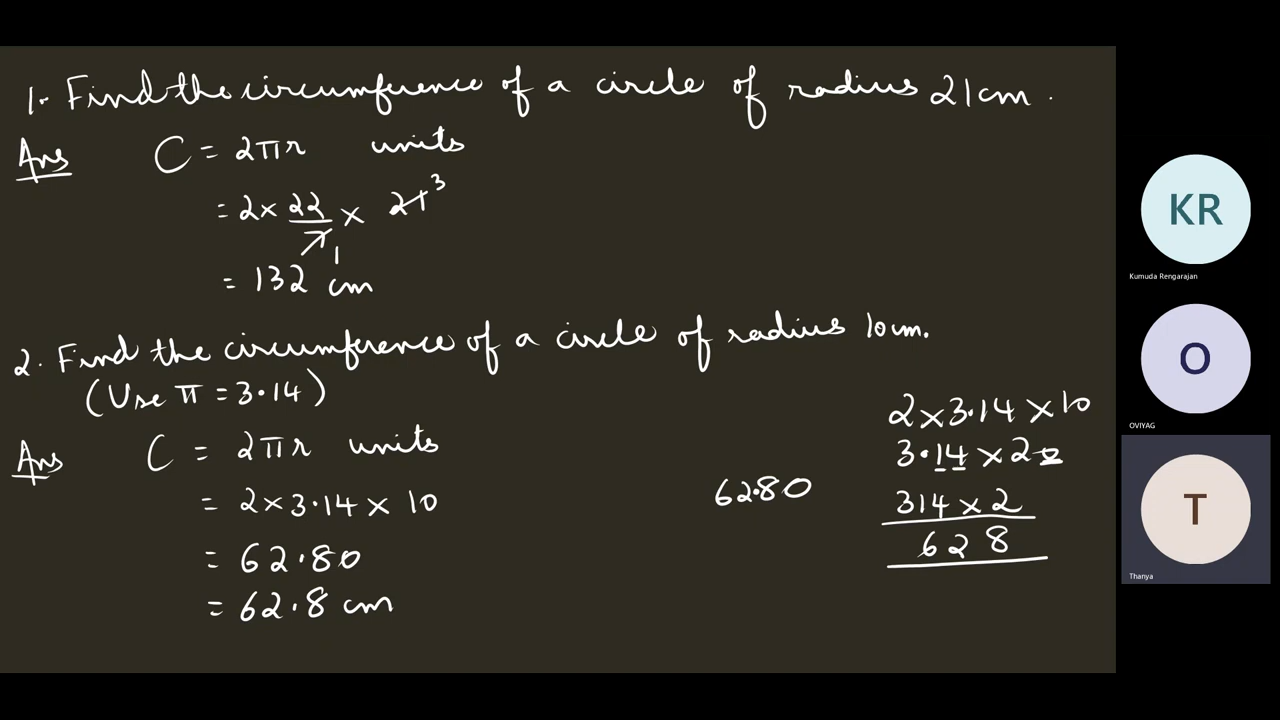 1. Find the circumference of a circle of radius 21cm.
Ans C = 2πr units
= 2 × 22/7 × 21 3
1
= 132 cm
2. Find the circumference of a circle of radius 10cm.
(Use π = 3.14)
Ans C = 2πr units
= 2 × 3.14 × 10
= 62.80
= 62.8 cm
62.80
2 × 3.14 × 10
3.14 × 20
314 × 2
628
KR
Kumuda Rengarajan
O
OVIYAG
T
Thanya